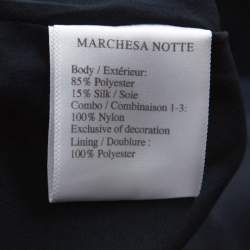 MARCHESA NOTTE
Body / Extérieur:
85% Polyester
15% Silk / Soie
Combo / Combinaison 1-3:
100% Nylon
Exclusive of decoration
Lining / Doublure :
100% Polyester